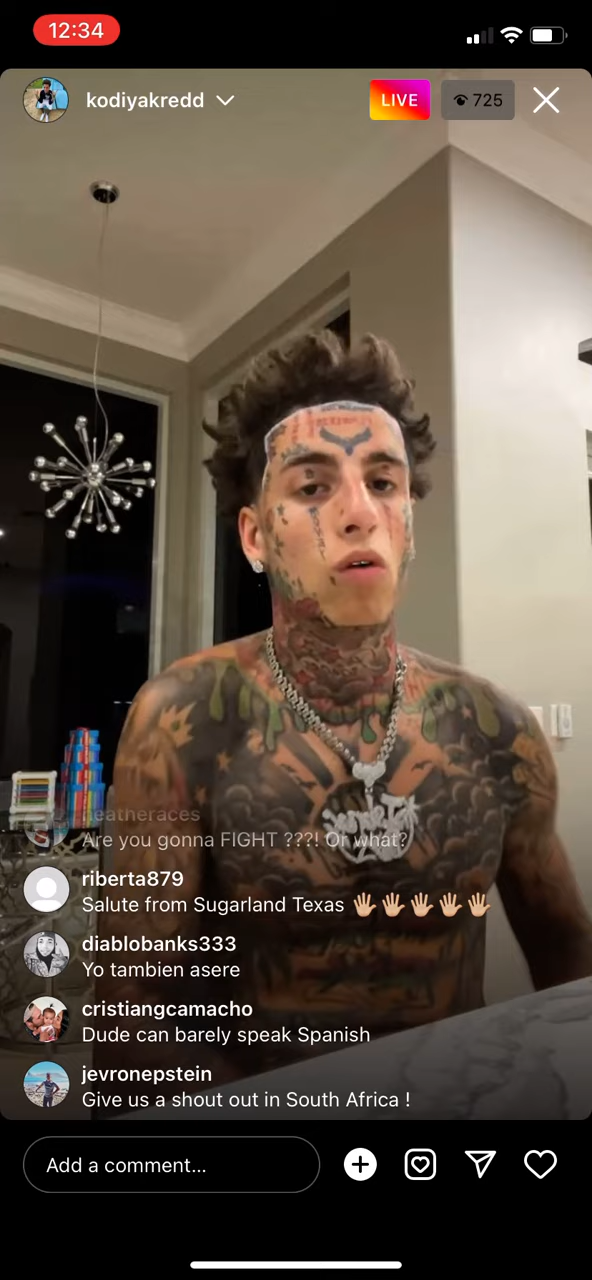 12:34
kodiyakredd
LIVE
725
heatheraces
Are you gonna FIGHT ???! Or what?
riberta879
Salute from Sugarland Texas 🖐🏼🖐🏼🖐🏼🖐🏼🖐🏼
diablobanks333
Yo tambien asere
cristiangcamacho
Dude can barely speak Spanish
jevronepstein
Give us a shout out in South Africa !
Add a comment...